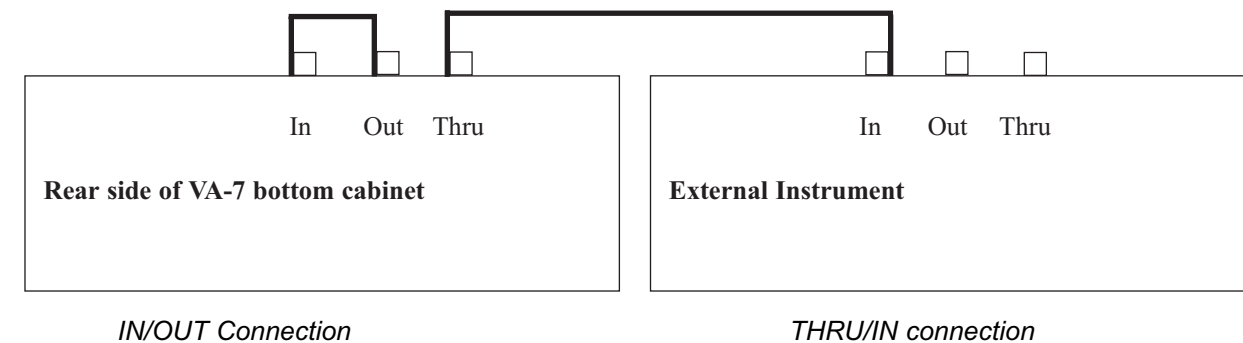 In Out Thru
In Out Thru
Rear side of VA-7 bottom cabinet
External Instrument
IN/OUT Connection
THRU/IN connection